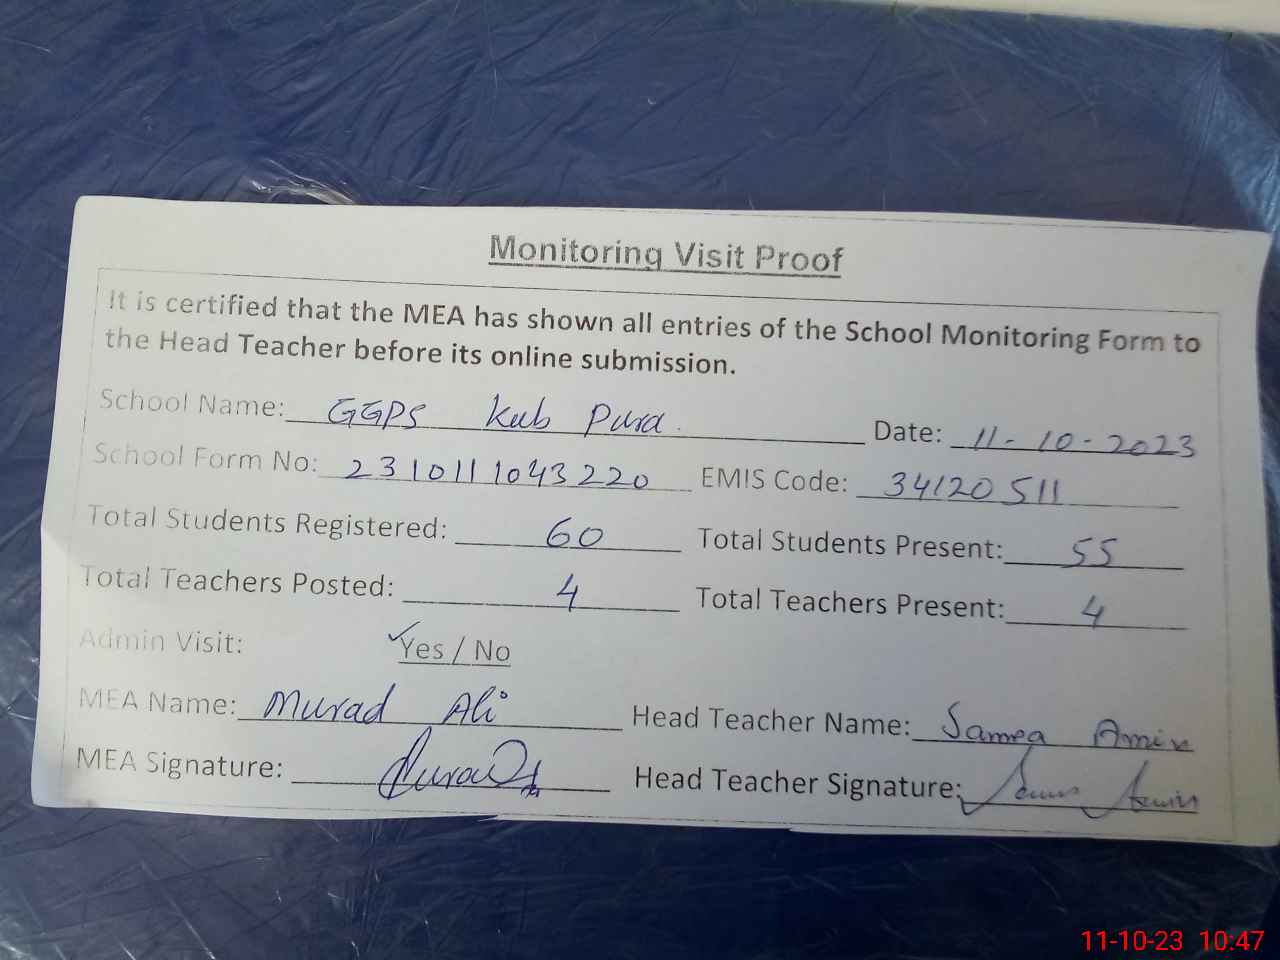 Monitoring Visit Proof
It is certified that the MEA has shown all entries of the School Monitoring Form to
the Head Teacher before its online submission.
School Name: GGPS Kub Pura. Date: 11-10-2023
School Form No: 2310111043220 EMIS Code: 34120511
Total Students Registered: 60 Total Students Present: 55
Total Teachers Posted: 4 Total Teachers Present: 4
Admin Visit: ✓Yes / No
MEA Name: Murad Ali Head Teacher Name: Samea Amin
MEA Signature: Head Teacher Signature:
11-10-23 10:47